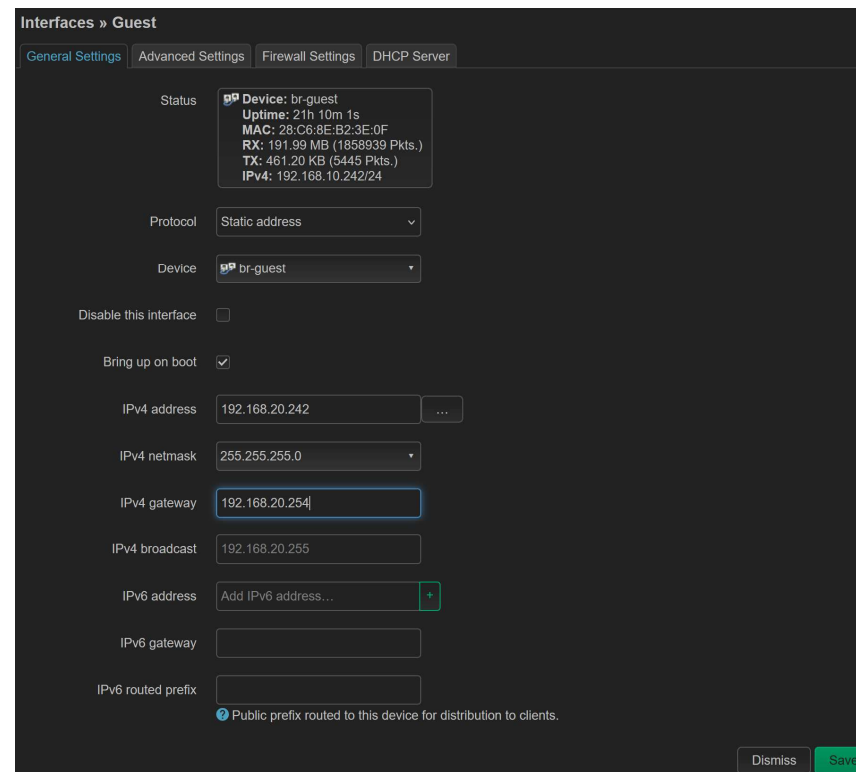 Interfaces » Guest
General Settings Advanced Settings Firewall Settings DHCP Server
Status
Device: br-guest
Uptime: 21h 10m 1s
MAC: 28:C6:8E:B2:3E:0F
RX: 191.99 MB (1858939 Pkts.)
TX: 461.20 KB (5445 Pkts.)
IPv4: 192.168.10.242/24
Protocol Static address
Device br-guest
Disable this interface
Bring up on boot
IPv4 address 192.168.20.242 ...
IPv4 netmask 255.255.255.0
IPv4 gateway 192.168.20.254
IPv4 broadcast 192.168.20.255
IPv6 address Add IPv6 address… +
IPv6 gateway
IPv6 routed prefix
? Public prefix routed to this device for distribution to clients.
Dismiss Save